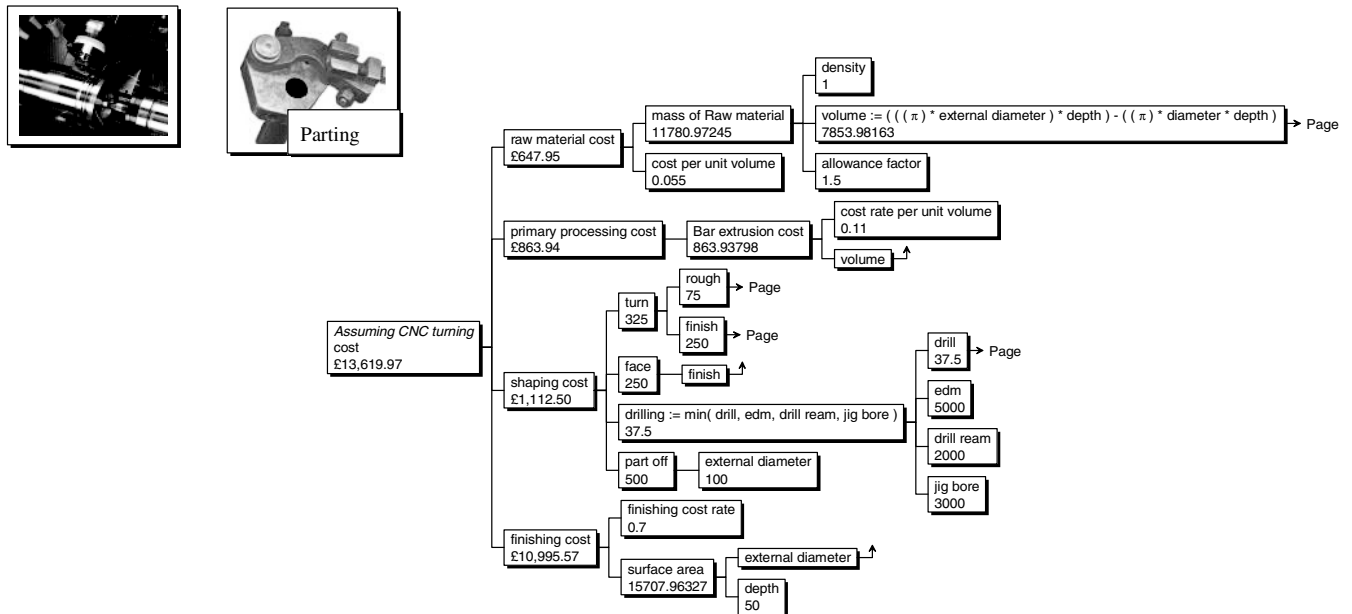 Parting
Assuming CNC turning
cost
£13,619.97
raw material cost
£647.95
mass of Raw material
11780.97245
density
1
volume := ( ( ( π ) * external diameter ) * depth ) - ( ( π ) * diameter * depth )
7853.98163
Page
allowance factor
1.5
cost per unit volume
0.055
primary processing cost
£863.94
Bar extrusion cost
863.93798
cost rate per unit volume
0.11
volume
shaping cost
£1,112.50
turn
325
rough
75
Page
finish
250
Page
face
250
finish
drilling := min( drill, edm, drill ream, jig bore )
37.5
drill
37.5
Page
edm
5000
drill ream
2000
jig bore
3000
part off
500
external diameter
100
finishing cost
£10,995.57
finishing cost rate
0.7
surface area
15707.96327
external diameter
depth
50